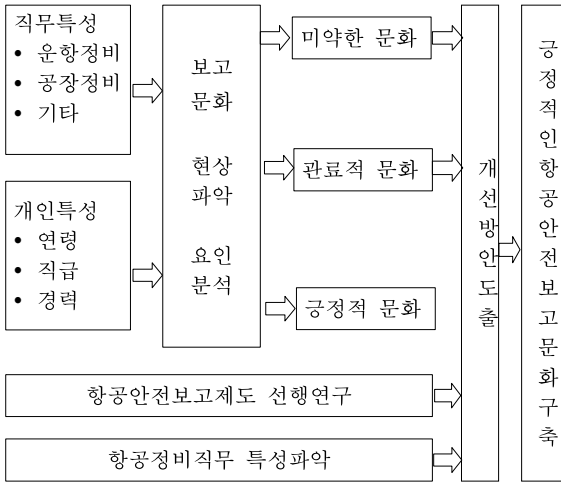 직무특성
• 운항정비
• 공장정비
• 기타
개인특성
• 연령
• 직급
• 경력
보고
문화
현상
파악
요인
분석
미약한 문화
관료적 문화
긍정적 문화
항공안전보고제도 선행연구
항공정비직무 특성파악
개
선
방
안
도
출
긍
정
적
인
항
공
안
전
보
고
문
화
구
축